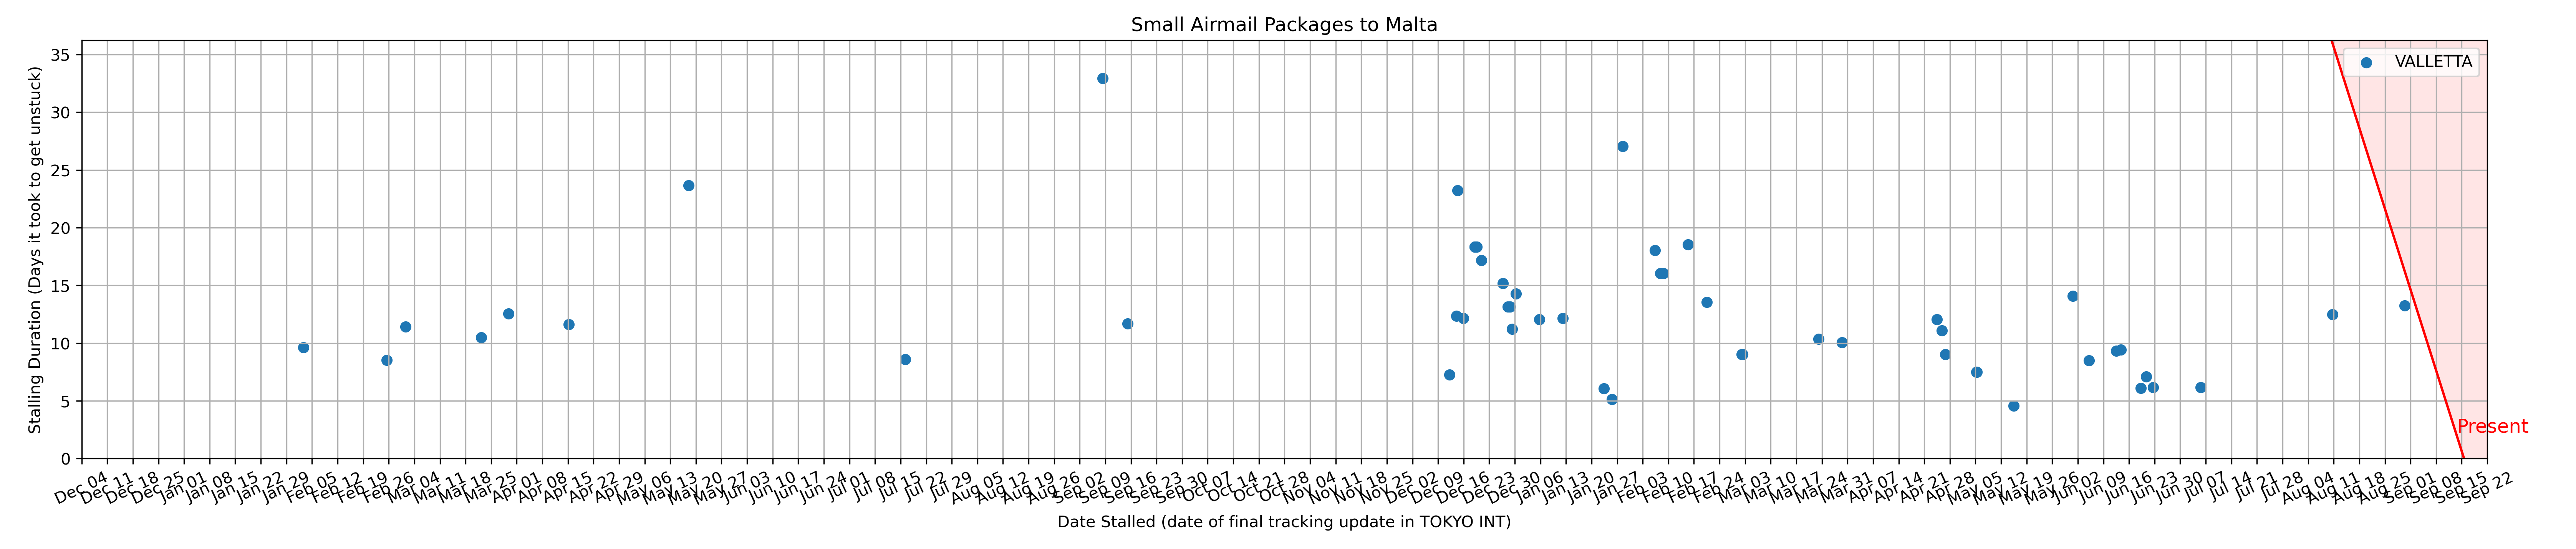 Small Airmail Packages to Malta
Stalling Duration (Days it took to get unstuck)
35
30
25
20
15
10
5
0
VALLETTA
Present
Dec 04
Dec 11
Dec 18
Dec 25
Jan 01
Jan 08
Jan 15
Jan 22
Jan 29
Feb 05
Feb 12
Feb 19
Feb 26
Mar 04
Mar 11
Mar 18
Mar 25
Apr 01
Apr 08
Apr 15
Apr 22
Apr 29
May 06
May 13
May 20
May 27
Jun 03
Jun 10
Jun 17
Jun 24
Jul 01
Jul 08
Jul 15
Jul 22
Jul 29
Aug 05
Aug 12
Aug 19
Aug 26
Sep 02
Sep 09
Sep 16
Sep 23
Sep 30
Oct 07
Oct 14
Oct 21
Oct 28
Nov 04
Nov 11
Nov 18
Nov 25
Dec 02
Dec 09
Dec 16
Dec 23
Dec 30
Jan 06
Jan 13
Jan 20
Jan 27
Feb 03
Feb 10
Feb 17
Feb 24
Mar 03
Mar 10
Mar 17
Mar 24
Mar 31
Apr 07
Apr 14
Apr 21
Apr 28
May 05
May 12
May 19
May 26
Jun 02
Jun 09
Jun 16
Jun 23
Jun 30
Jul 07
Jul 14
Jul 21
Jul 28
Aug 04
Aug 11
Aug 18
Aug 25
Sep 01
Sep 08
Sep 15
Sep 22
Date Stalled (date of final tracking update in TOKYO INT)